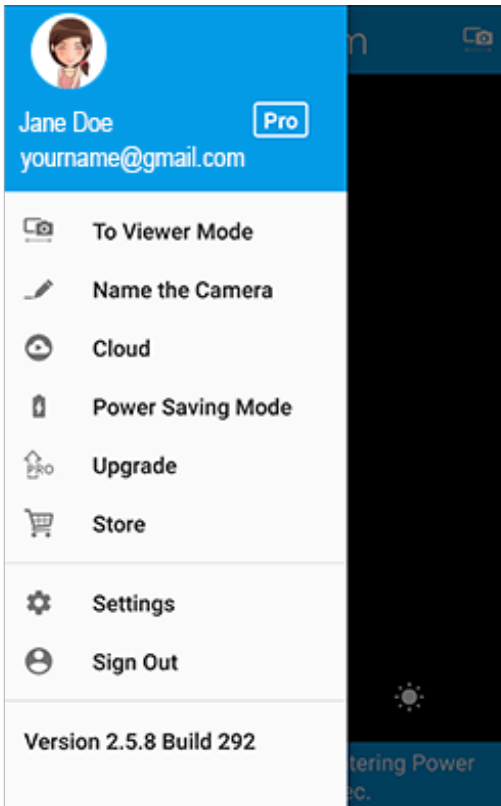 Jane Doe
Pro
yourname@gmail.com
To Viewer Mode
Name the Camera
Cloud
Power Saving Mode
PRO
Upgrade
Store
Settings
Sign Out
Version 2.5.8 Build 292
Power